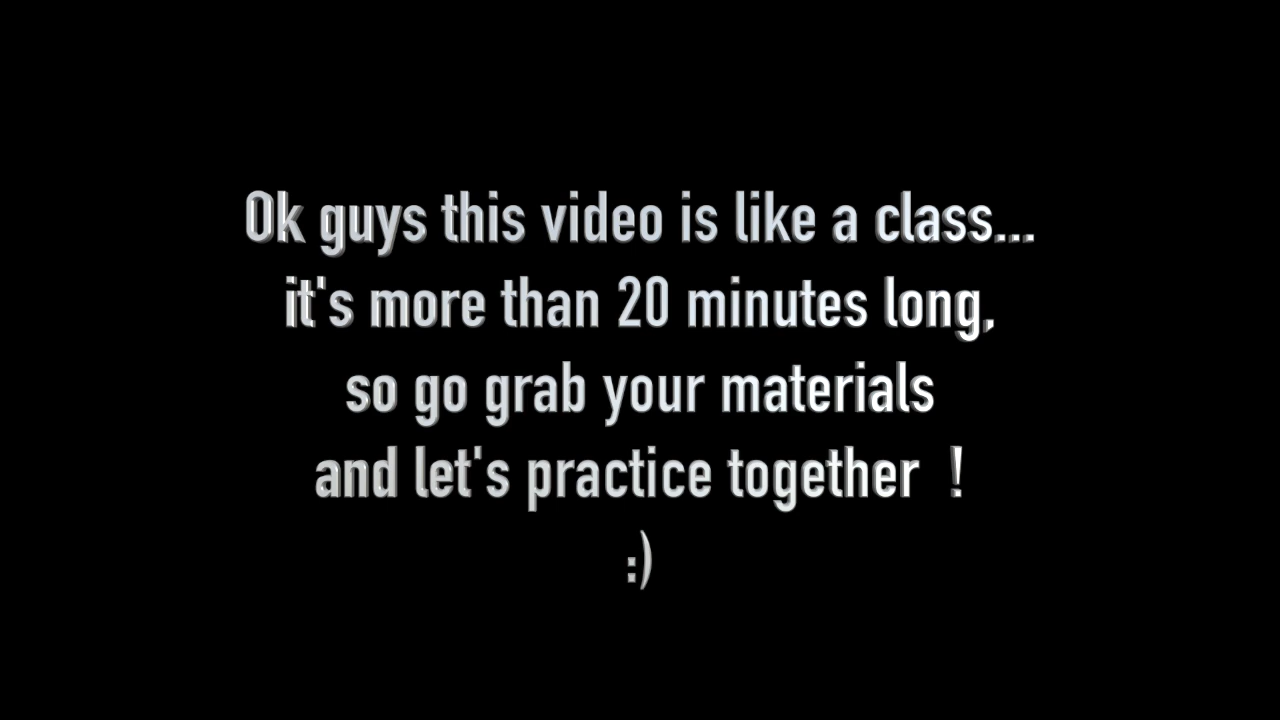 Ok guys this video is like a class...
it's more than 20 minutes long,
so go grab your materials
and let's practice together  !
:)